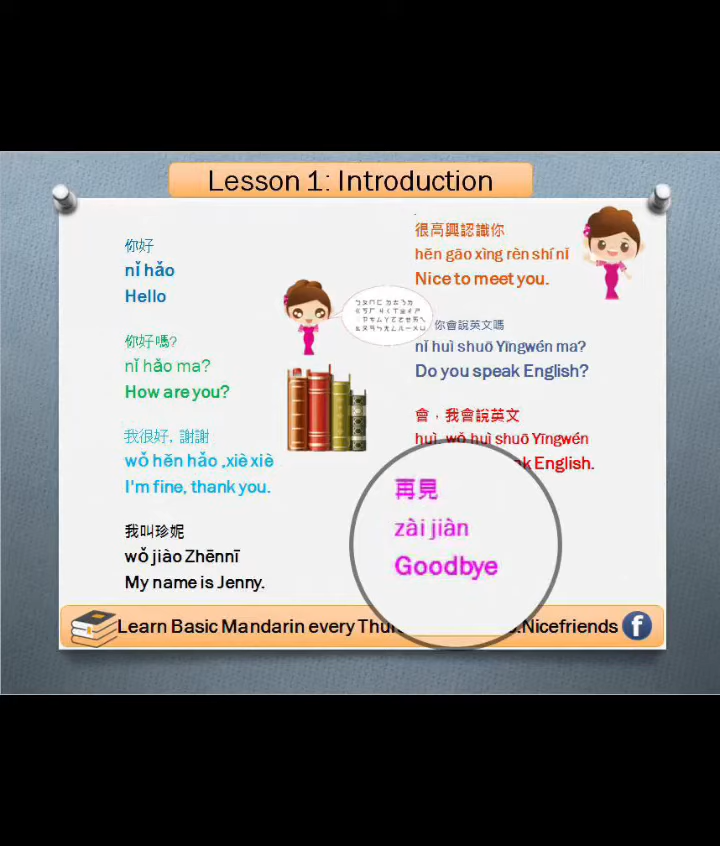 Lesson 1: Introduction
你好
nǐ hǎo
Hello
你好嗎?
nǐ hǎo ma?
How are you?
我很好, 謝謝
wǒ hěn hǎo ,xiè xiè
I'm fine, thank you.
我叫珍妮
wǒ jiào Zhēnnī
My name is Jenny.
很高興認識你
hěn gāo xìng rèn shí nǐ
Nice to meet you.
你會說英文嗎
nǐ huì shuō Yīngwén ma?
Do you speak English?
會，我會說英文
huì, wǒ huì shuō Yīngwén
English.
再見
zài jiàn
Goodbye
Learn Basic Mandarin every
Nicefriends
f